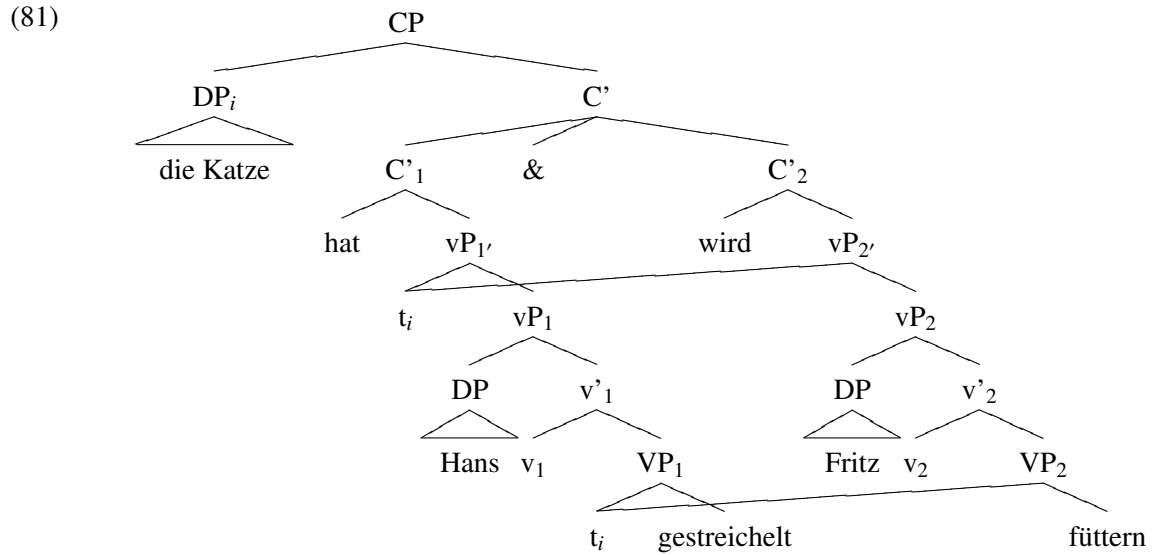 (81) CP
DPi C'
die Katze C'1 & C'2
hat vP1′ wird vP2′
ti vP1 vP2
DP v'1 DP v'2
Hans v1 VP1 Fritz v2 VP2
ti gestreichelt füttern